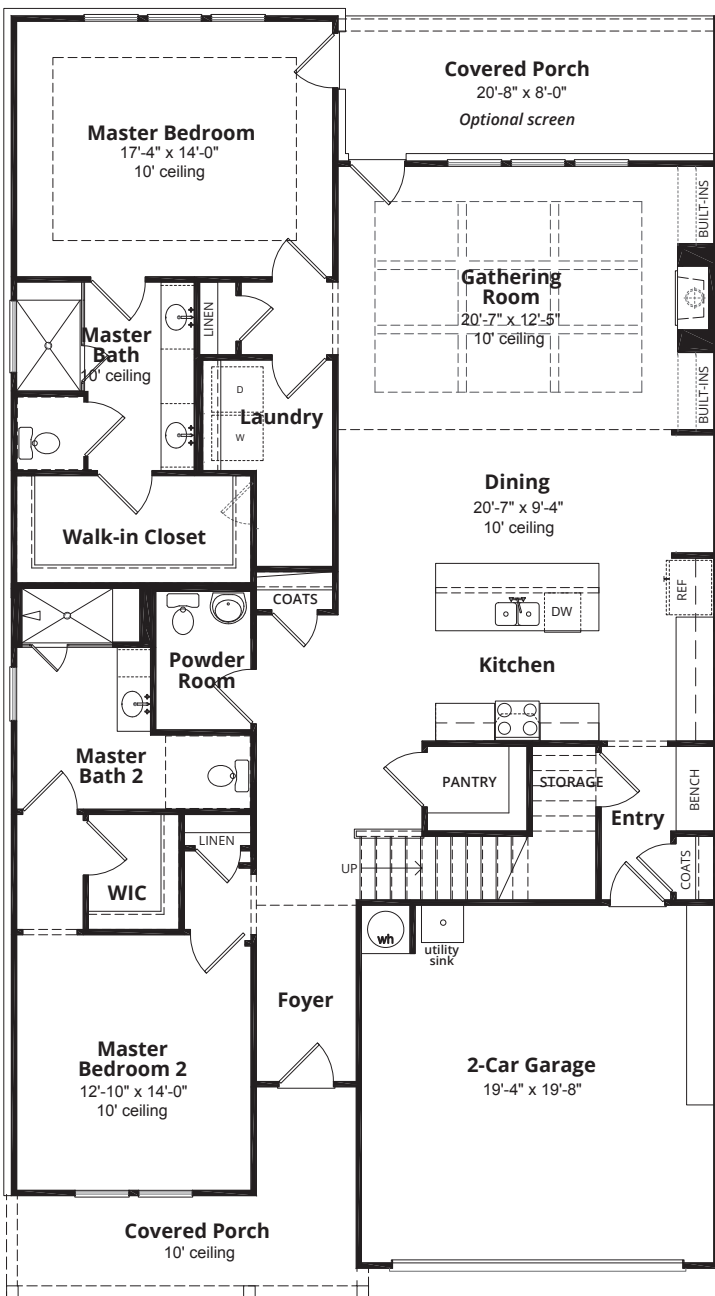 Covered Porch
20'-8" x 8'-0"
Optional screen
Master Bedroom
17'-4" x 14'-0"
10' ceiling
BUILT-INS
Gathering
Room
20'-7" x 12'-5"
10' ceiling
LINEN
Master
Bath
10' ceiling
BUILT-INS
D
Laundry
W
Dining
20'-7" x 9'-4"
10' ceiling
Walk-in Closet
REF
COATS
DW
Powder
Room
Kitchen
Master
Bath 2
PANTRY
STORAGE
BENCH
Entry
LINEN
UP
COATS
WIC
wh
utility
sink
Foyer
Master
Bedroom 2
12'-10" x 14'-0"
10' ceiling
2-Car Garage
19'-4" x 19'-8"
Covered Porch
10' ceiling